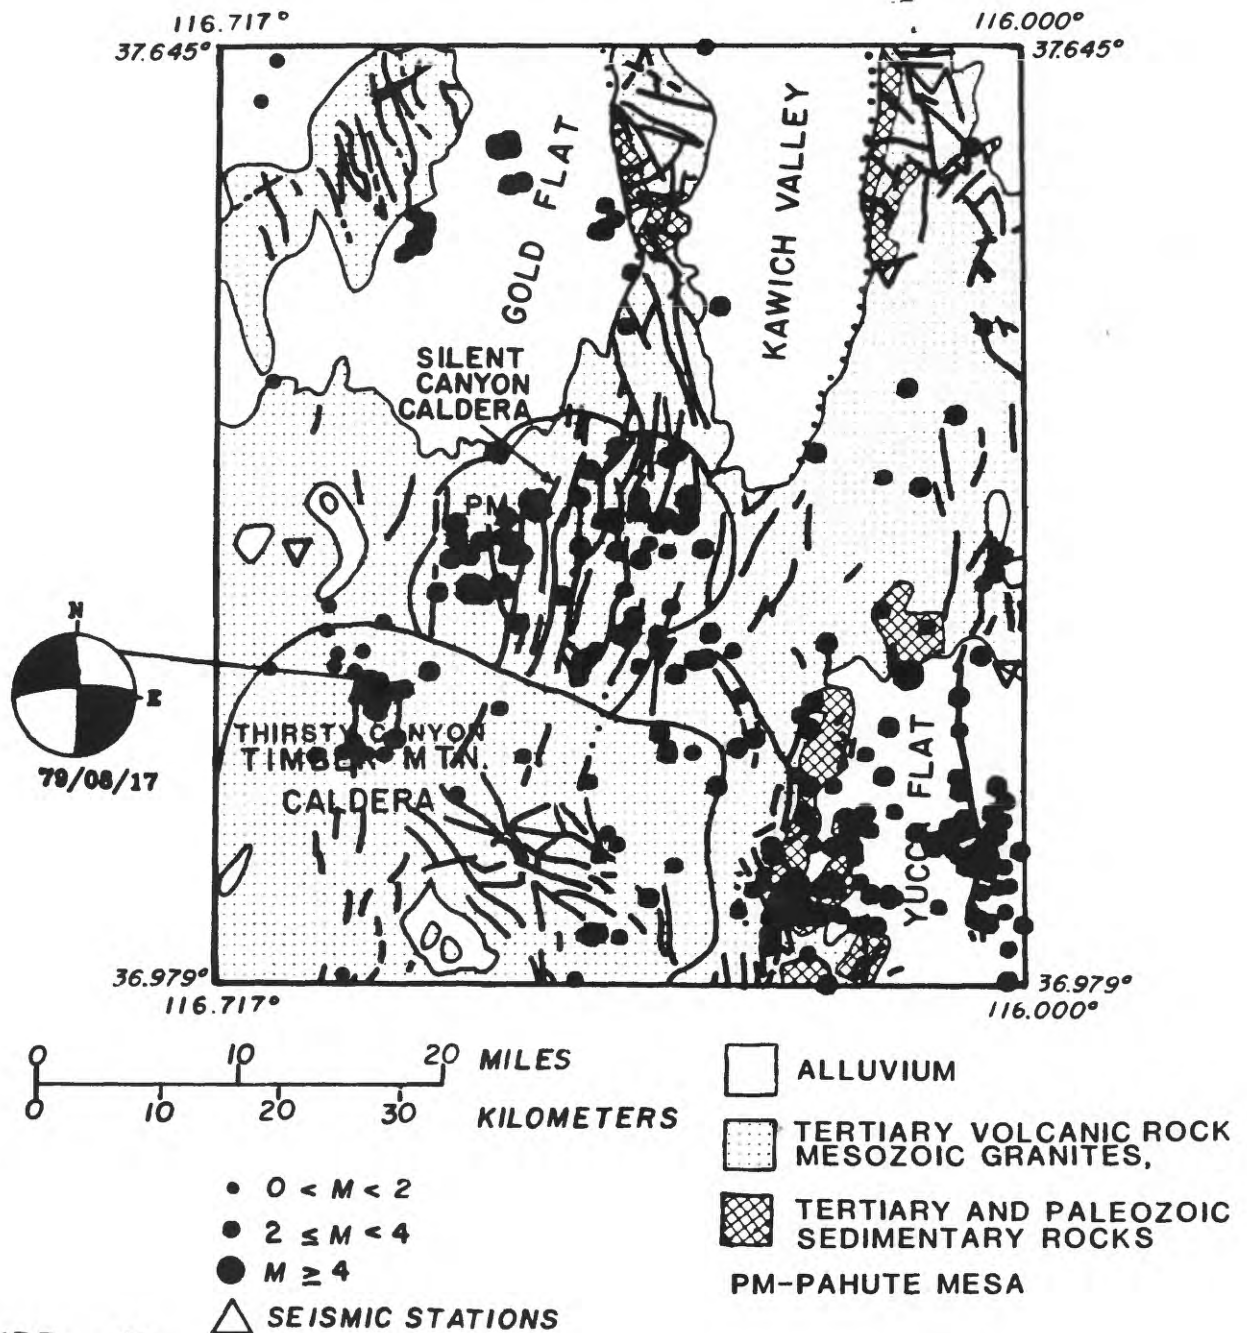 116.717°
116.000°
37.645°
37.645°
GOLD FLAT
KAWICH VALLEY
SILENT
CANYON
CALDERA
PM
N
E
79/08/17
THIRSTY CANYON
TIMBER MTN.
CALDERA
YUCC FLAT
36.979°
36.979°
116.717°
116.000°
0 10 20 MILES
0 10 20 30 KILOMETERS
0 < M < 2
2 ≤ M < 4
M ≥ 4
SEISMIC STATIONS
ALLUVIUM
TERTIARY VOLCANIC ROCK
MESOZOIC GRANITES,
TERTIARY AND PALEOZOIC
SEDIMENTARY ROCKS
PM-PAHUTE MESA